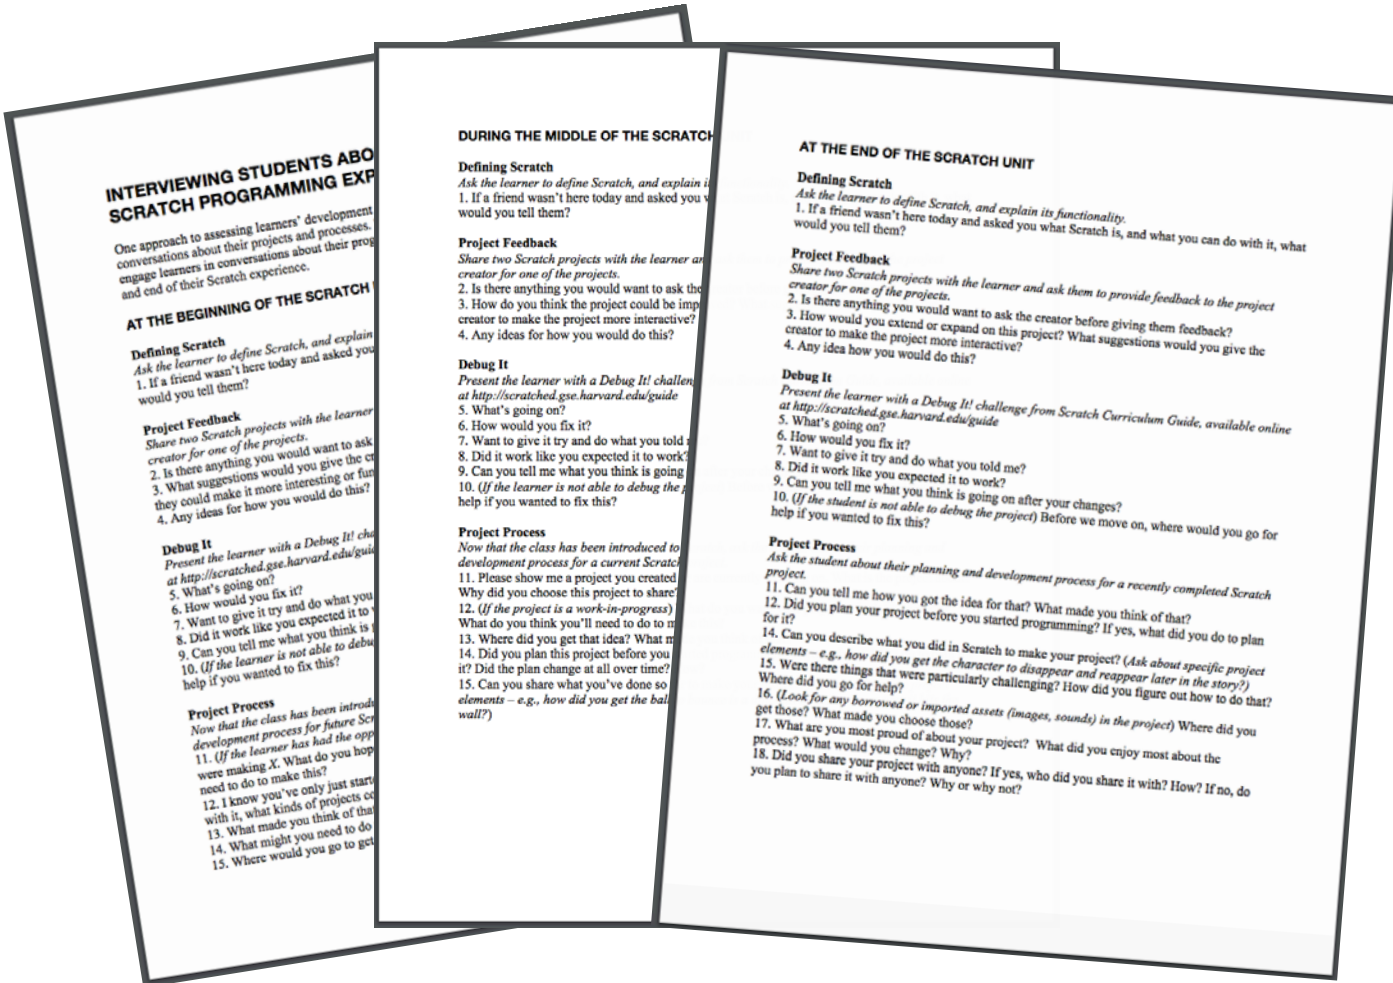 INTERVIEWING STUDENTS ABO
SCRATCH PROGRAMMING EXP
One approach to assessing learners' development
conversations about their projects and processes.
engage learners in conversations about their prog
and end of their Scratch experience.
AT THE BEGINNING OF THE SCRATCH
Defining Scratch
Ask the learner to define Scratch, and explain
1. If a friend wasn't here today and asked you
would you tell them?
Project Feedback
Share two Scratch projects with the learner
creator for one of the projects.
2. Is there anything you would want to ask
3. What suggestions would you give the cr
they could make it more interesting or fun
4. Any ideas for how you would do this?
Debug It
Present the learner with a Debug It! cha
at http://scratched.gse.harvard.edu/guid
5. What's going on?
6. How would you fix it?
7. Want to give it try and do what you
8. Did it work like you expected it to
9. Can you tell me what you think is
10. (If the learner is not able to debu
help if you wanted to fix this?
Project Process
Now that the class has been introdu
development process for future Scr
11. (If the learner has had the opp
were making X. What do you hop
need to do to make this?
12. I know you've only just starte
with it, what kinds of projects co
13. What made you think of that
14. What might you need to do
15. Where would you go to get
DURING THE MIDDLE OF THE SCRATCH
Defining Scratch
Ask the learner to define Scratch, and explain i
1. If a friend wasn't here today and asked you w
would you tell them?
Project Feedback
Share two Scratch projects with the learner an
creator for one of the projects.
2. Is there anything you would want to ask the
3. How do you think the project could be imp
creator to make the project more interactive?
4. Any ideas for how you would do this?
Debug It
Present the learner with a Debug It! challen
at http://scratched.gse.harvard.edu/guide
5. What's going on?
6. How would you fix it?
7. Want to give it try and do what you told
8. Did it work like you expected it to work?
9. Can you tell me what you think is going
10. (If the learner is not able to debug the p
help if you wanted to fix this?
Project Process
Now that the class has been introduced to
development process for a current Scratch
11. Please show me a project you created
Why did you choose this project to share?
12. (If the project is a work-in-progress)
What do you think you'll need to do to m
13. Where did you get that idea? What m
14. Did you plan this project before you
it? Did the plan change at all over time?
15. Can you share what you've done so
elements – e.g., how did you get the ball
wall?)
AT THE END OF THE SCRATCH UNIT
Defining Scratch
Ask the learner to define Scratch, and explain its functionality.
1. If a friend wasn't here today and asked you what Scratch is, and what you can do with it, what
would you tell them?
Project Feedback
Share two Scratch projects with the learner and ask them to provide feedback to the project
creator for one of the projects.
2. Is there anything you would want to ask the creator before giving them feedback?
3. How would you extend or expand on this project? What suggestions would you give the
creator to make the project more interactive?
4. Any idea how you would do this?
Debug It
Present the learner with a Debug It! challenge from Scratch Curriculum Guide, available online
at http://scratched.gse.harvard.edu/guide
5. What's going on?
6. How would you fix it?
7. Want to give it try and do what you told me?
8. Did it work like you expected it to work?
9. Can you tell me what you think is going on after your changes?
10. (If the student is not able to debug the project) Before we move on, where would you go for
help if you wanted to fix this?
Project Process
Ask the student about their planning and development process for a recently completed Scratch
project.
11. Can you tell me how you got the idea for that? What made you think of that?
12. Did you plan your project before you started programming? If yes, what did you do to plan
for it?
14. Can you describe what you did in Scratch to make your project? (Ask about specific project
elements – e.g., how did you get the character to disappear and reappear later in the story?)
15. Were there things that were particularly challenging? How did you figure out how to do that?
Where did you go for help?
16. (Look for any borrowed or imported assets (images, sounds) in the project) Where did you
get those? What made you choose those?
17. What are you most proud of about your project? What did you enjoy most about the
process? What would you change? Why?
18. Did you share your project with anyone? If yes, who did you share it with? How? If no, do
you plan to share it with anyone? Why or why not?